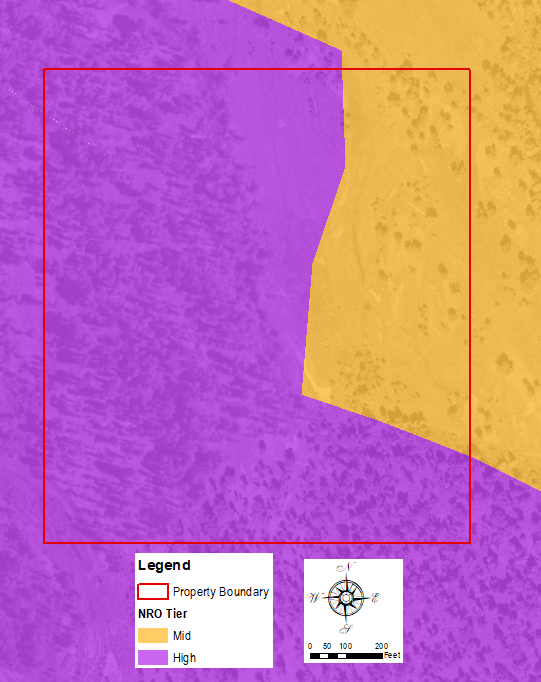 Legend
Property Boundary
NRO Tier
Mid
High
N
W E
S
0 50 100 200
Feet